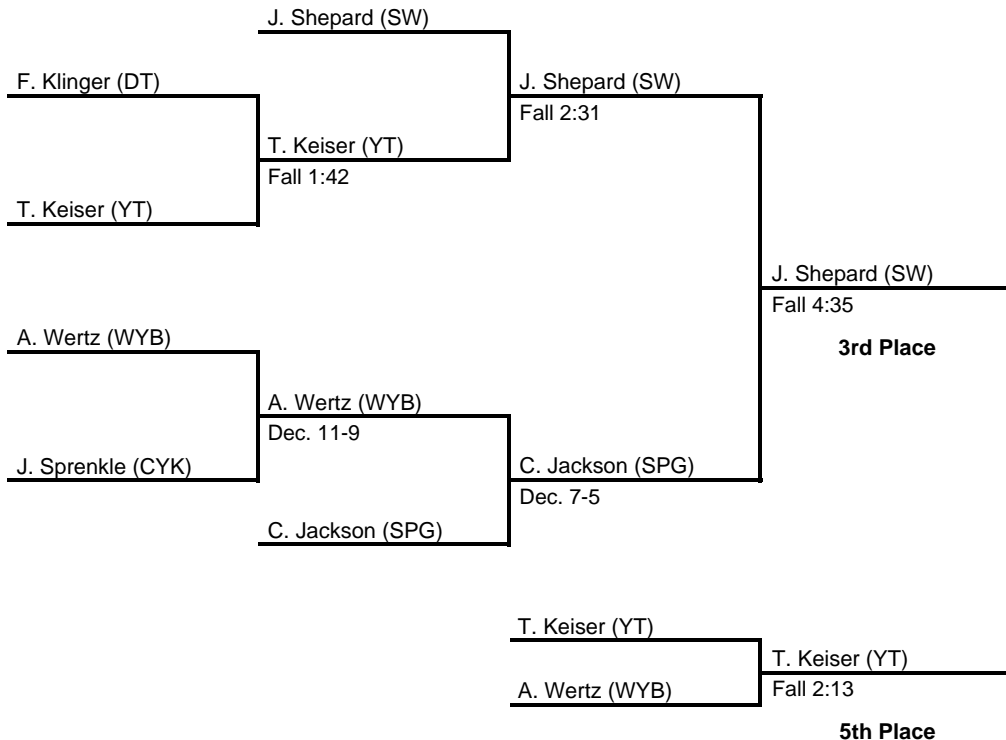 J. Shepard (SW)
F. Klinger (DT)
J. Shepard (SW)
Fall 2:31
T. Keiser (YT)
Fall 1:42
T. Keiser (YT)
J. Shepard (SW)
Fall 4:35
3rd Place
A. Wertz (WYB)
A. Wertz (WYB)
Dec. 11-9
J. Sprenkle (CYK)
C. Jackson (SPG)
Dec. 7-5
C. Jackson (SPG)
T. Keiser (YT)
T. Keiser (YT)
Fall 2:13
A. Wertz (WYB)
5th Place